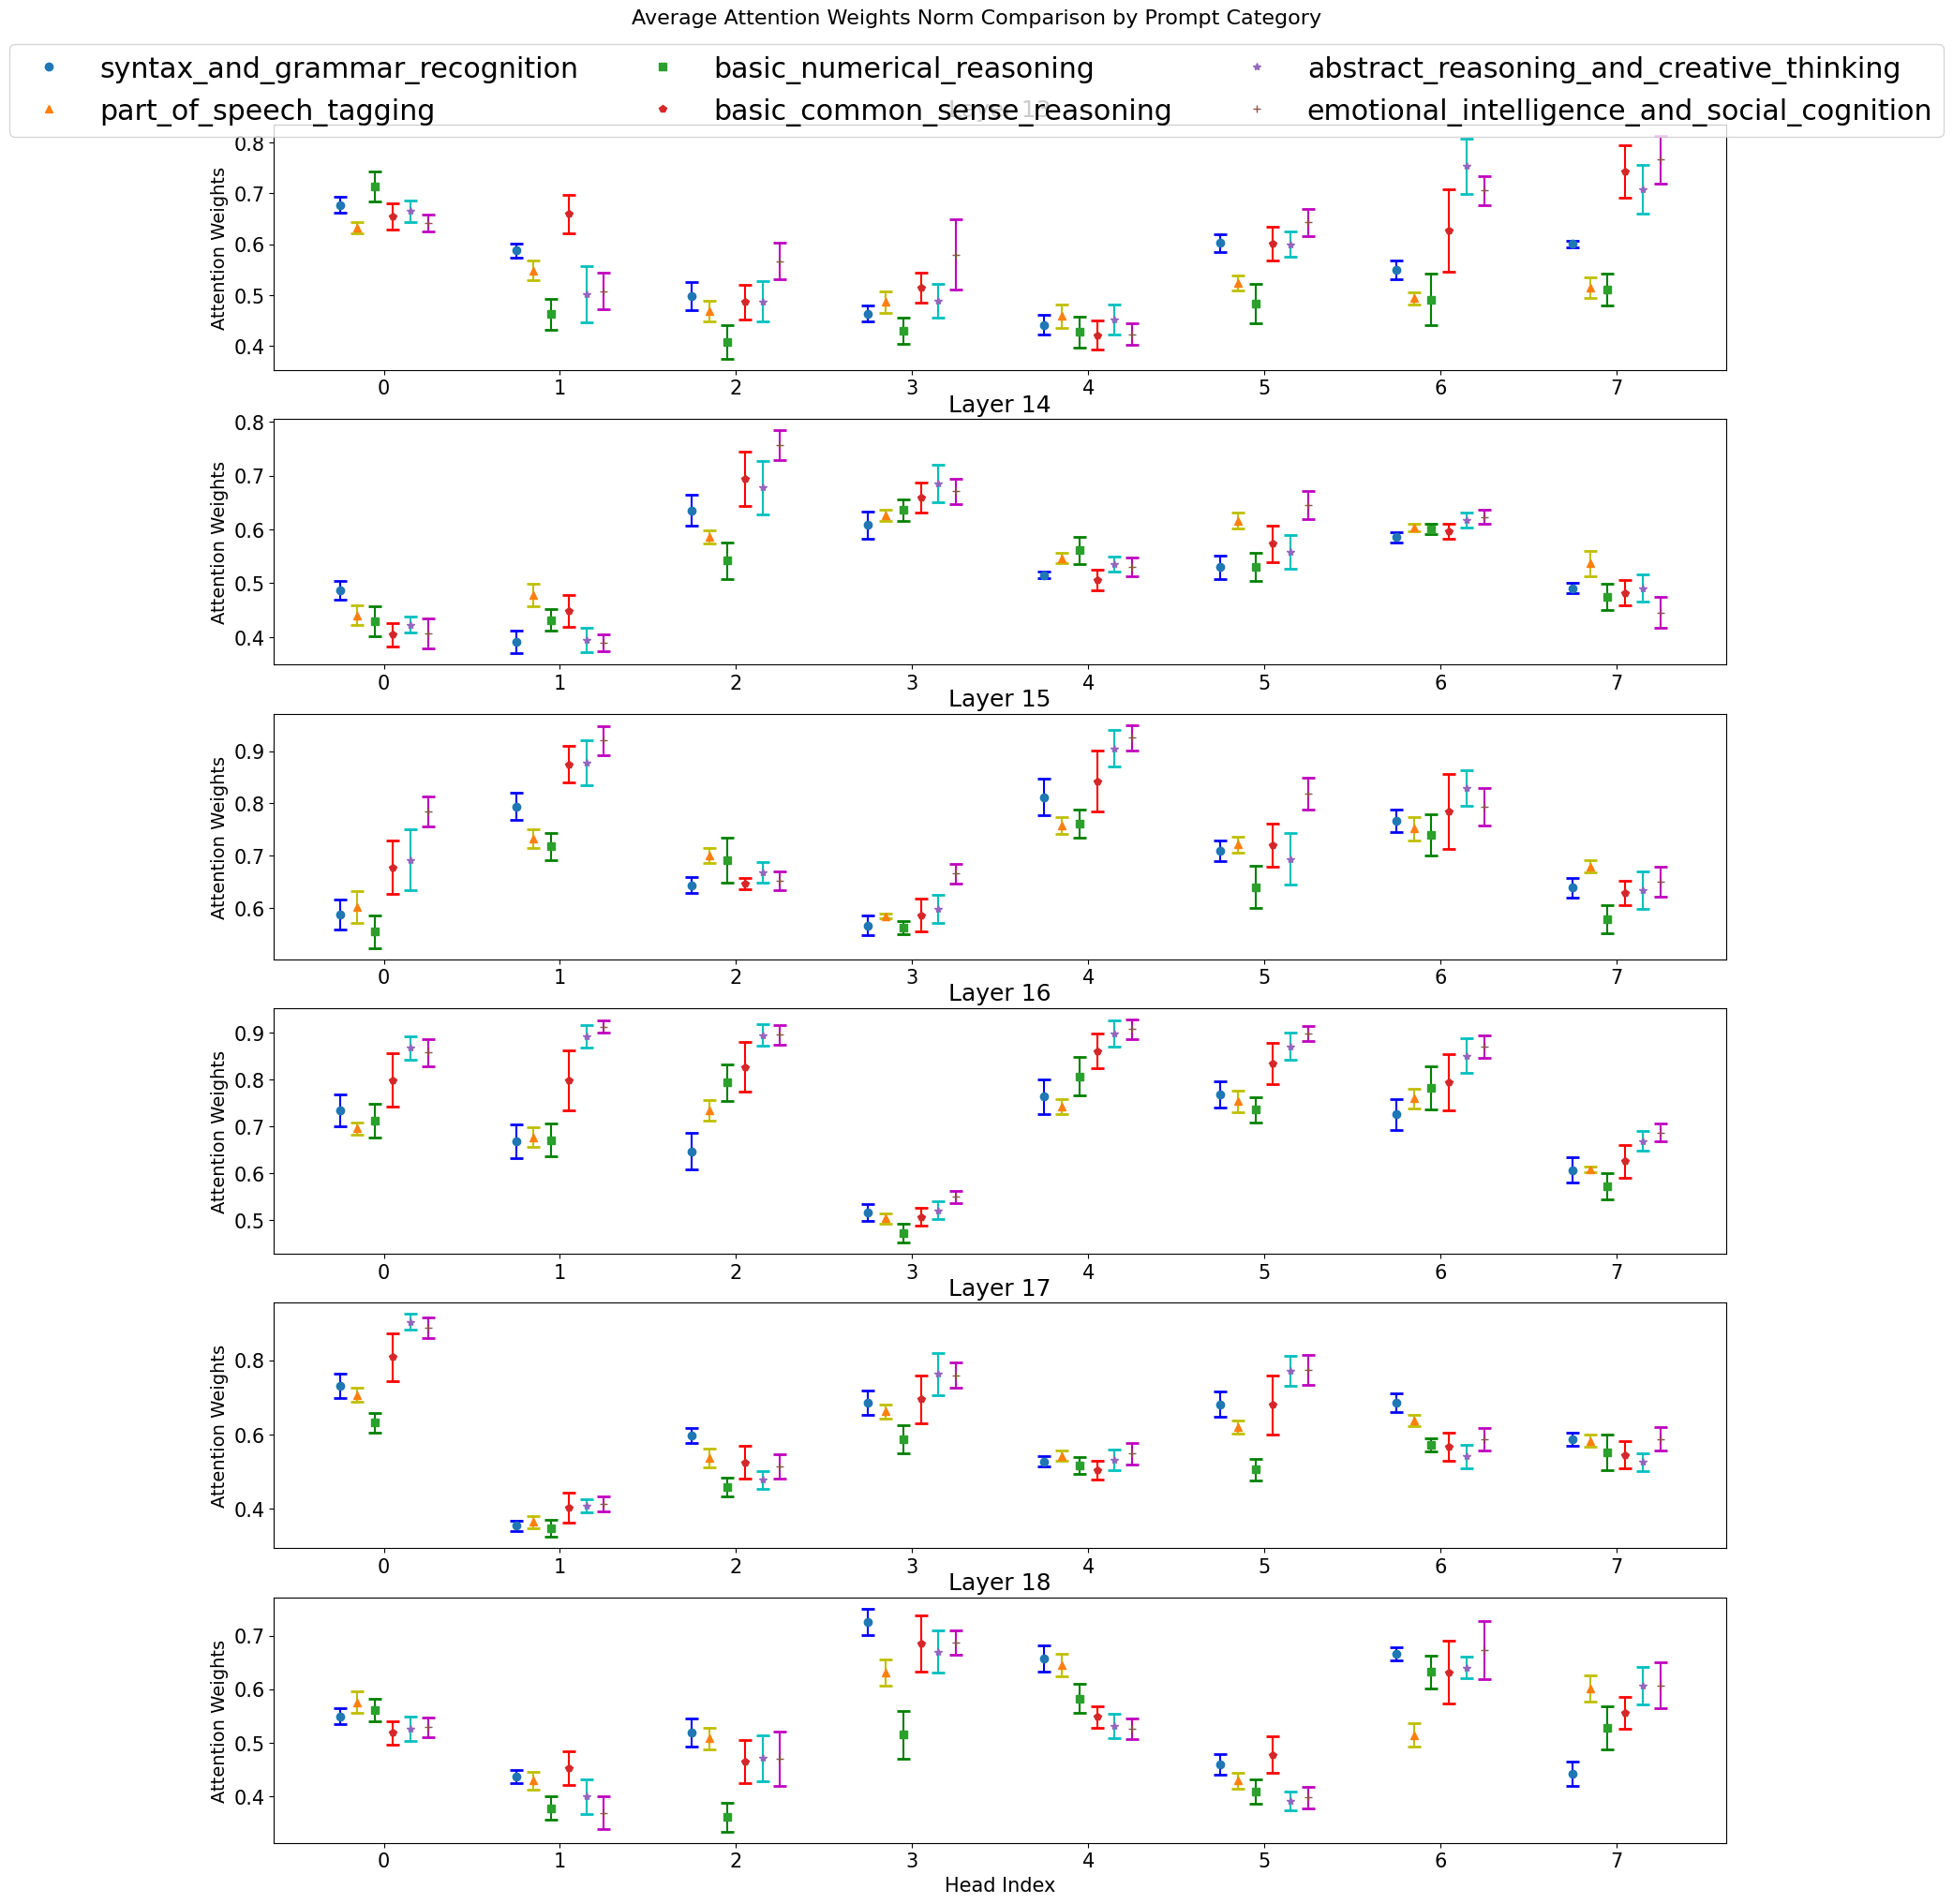 Average Attention Weights Norm Comparison by Prompt Category
syntax_and_grammar_recognition basic_numerical_reasoning abstract_reasoning_and_creative_thinking
part_of_speech_tagging basic_common_sense_reasoning emotional_intelligence_and_social_cognition
Attention Weights
0.8
0.7
0.6
0.5
0.4
0 1 2 3 4 5 6 7
Layer 14
Attention Weights
0.8
0.7
0.6
0.5
0.4
0 1 2 3 4 5 6 7
Layer 15
Attention Weights
0.9
0.8
0.7
0.6
0 1 2 3 4 5 6 7
Layer 16
Attention Weights
0.9
0.8
0.7
0.6
0.5
0 1 2 3 4 5 6 7
Layer 17
Attention Weights
0.8
0.6
0.4
0 1 2 3 4 5 6 7
Layer 18
Attention Weights
0.7
0.6
0.5
0.4
0 1 2 3 4 5 6 7
Head Index